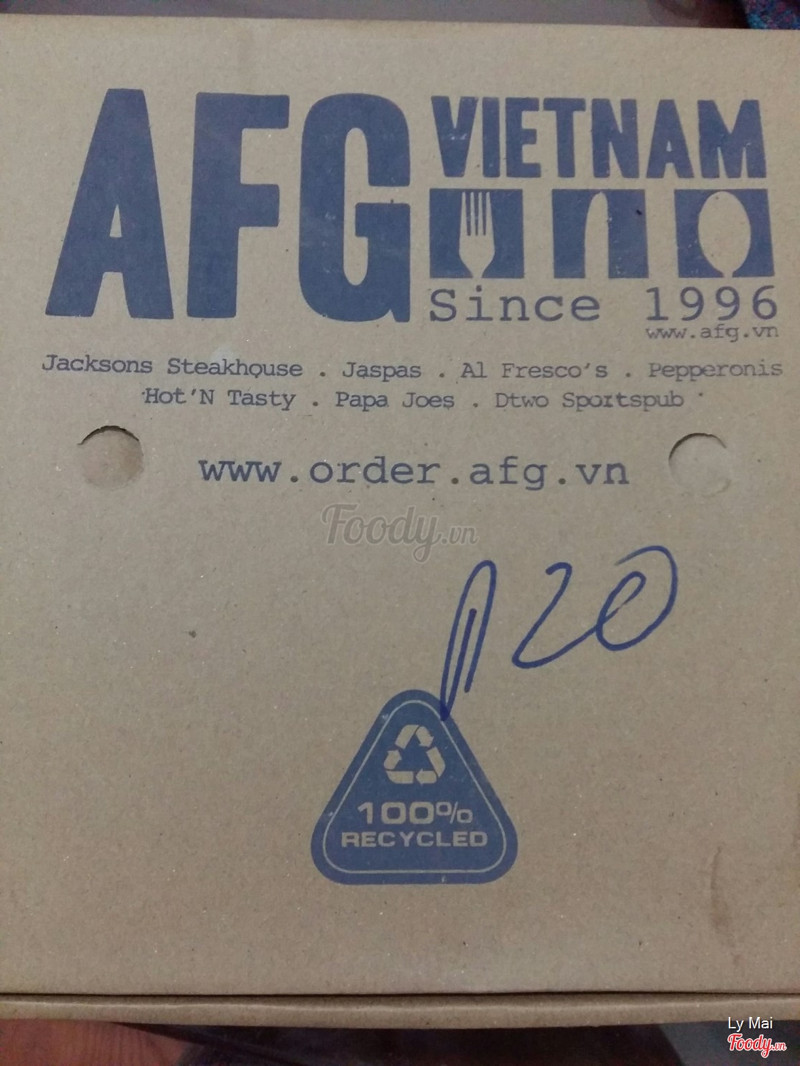 AFG
VIETNAM
Since 1996
www.afg.vn
Jacksons Steakhouse . Jaspas . Al Fresco's . Pepperonis
Hot'N Tasty . Papa Joes . Dtwo Sportspub
www.order.afg.vn
Foody.vn
20
100%
RECYCLED
Ly Mai
Foody.vn